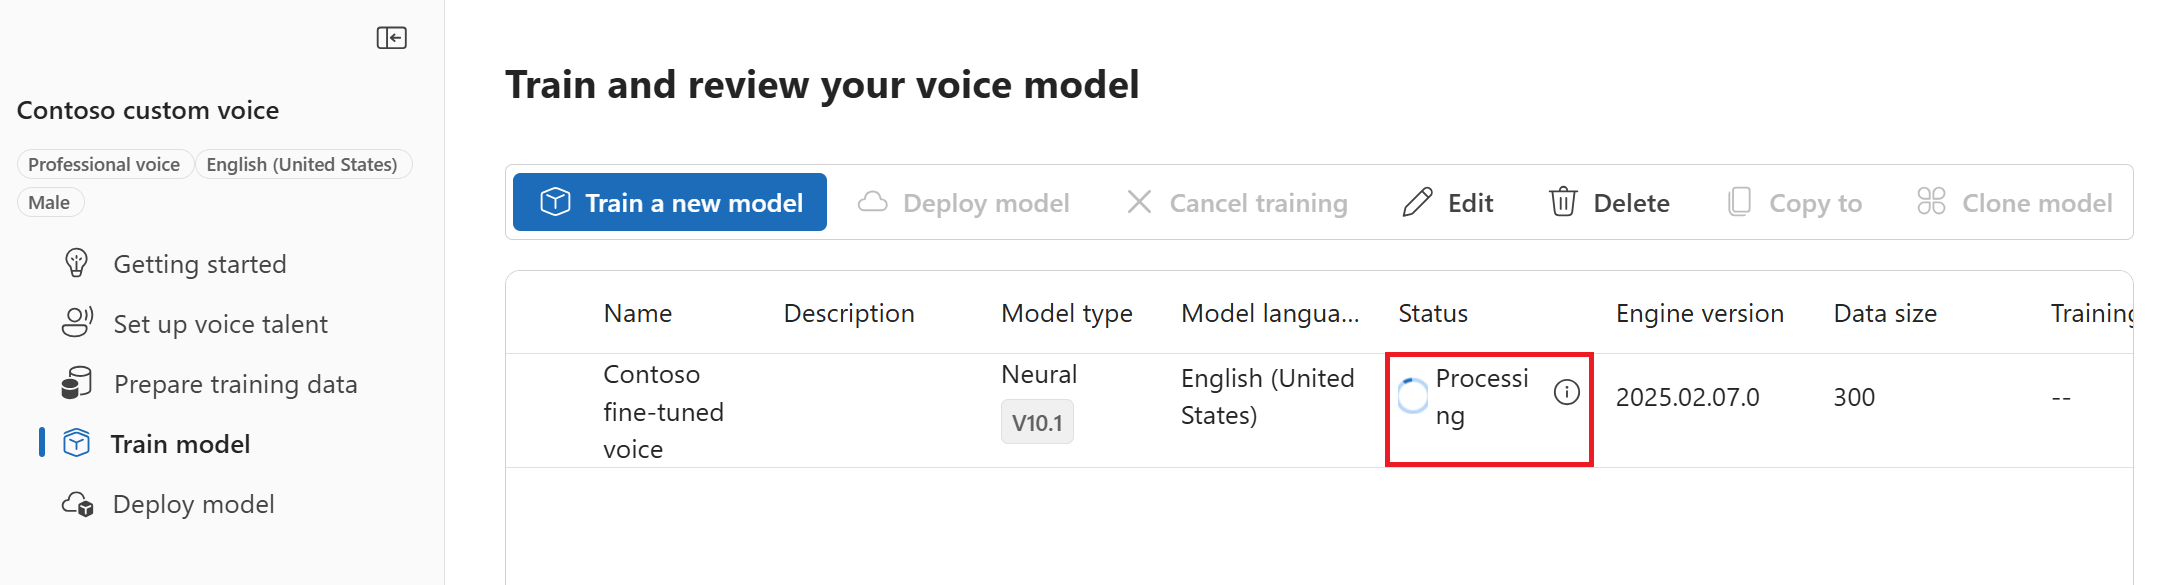 Contoso custom voice
Professional voice
English (United States)
Male
Getting started
Set up voice talent
Prepare training data
Train model
Deploy model
Train and review your voice model
Train a new model
Deploy model
Cancel training
Edit
Delete
Copy to
Clone model
Name
Description
Model type
Model langua...
Status
Engine version
Data size
Training
Contoso
fine-tuned
voice
Neural
V10.1
English (United
States)
Processi
ng
2025.02.07.0
300
--